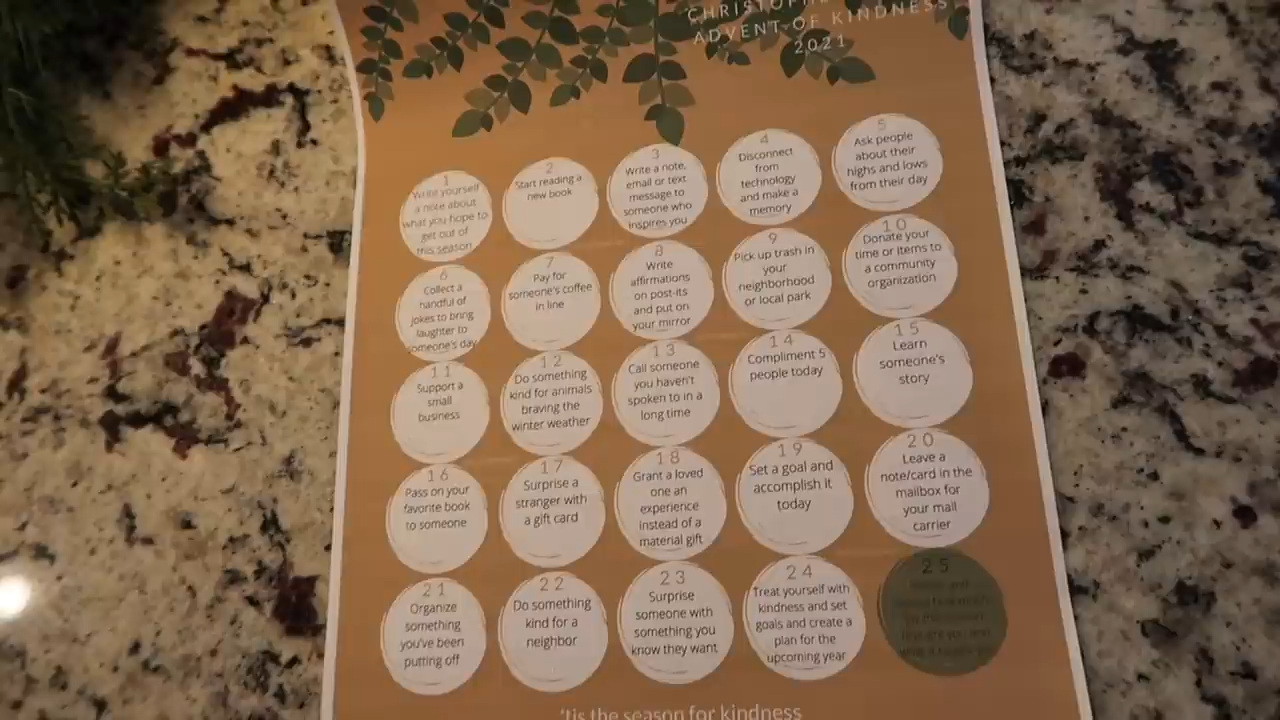 ADVENT OF KINDNESS
2021
1
Write yourself
a note about
what you hope to
get out of
this season
2
Start reading a
new book
3
Write a note,
email or text
message to
someone who
inspires you
4
Disconnect
from
technology
and make a
memory
5
Ask people
about their
highs and lows
from their day
6
Collect a
handful of
jokes to bring
laughter to
someone's day
7
Pay for
someone's coffee
in line
8
Write
affirmations
on post-its
and put on
your mirror
9
Pick up trash in
your
neighborhood
or local park
10
Donate your
time or items to
a community
organization
11
Support a
small
business
12
Do something
kind for animals
braving the
winter weather
13
Call someone
you haven't
spoken to in a
long time
14
Compliment 5
people today
15
Learn
someone's
story
16
Pass on your
favorite book
to someone
17
Surprise a
stranger with
a gift card
18
Grant a loved
one an
experience
instead of a
material gift
19
Set a goal and
accomplish it
today
20
Leave a
note/card in the
mailbox for
your mail
carrier
21
Organize
something
you've been
putting off
22
Do something
kind for a
neighbor
23
Surprise
someone with
something you
know they want
24
Treat yourself with
kindness and set
goals and create a
plan for the
upcoming year
25
'tis the season for kindness